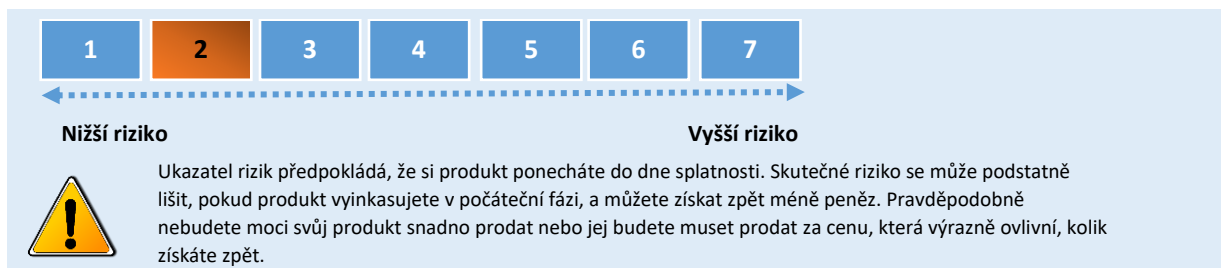 1 2 3 4 5 6 7
Nižší riziko Vyšší riziko
Ukazatel rizik předpokládá, že si produkt ponecháte do dne splatnosti. Skutečné riziko se může podstatně
lišit, pokud produkt vyinkasujete v počáteční fázi, a můžete získat zpět méně peněz. Pravděpodobně
nebudete moci svůj produkt snadno prodat nebo jej budete muset prodat za cenu, která výrazně ovlivní, kolik
získáte zpět.